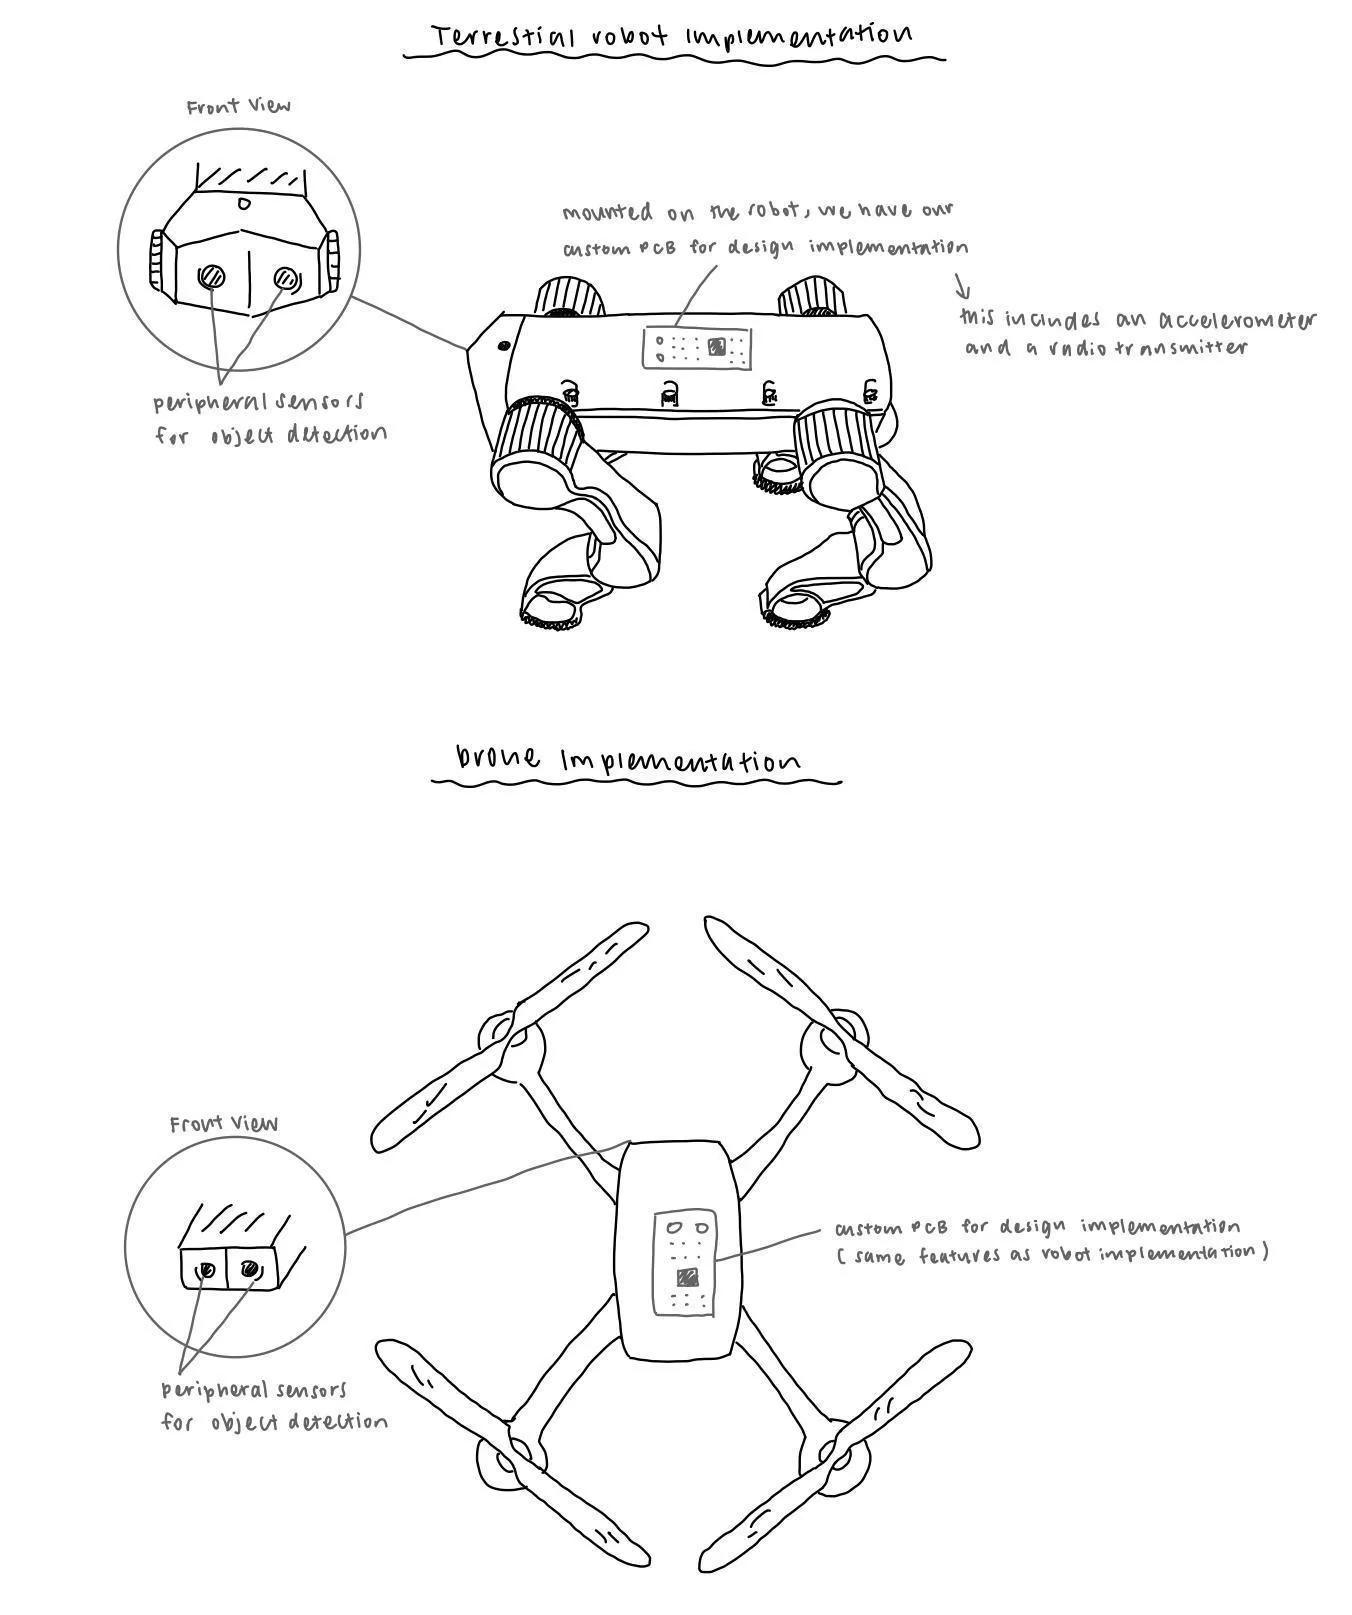 Terrestial robot Implementation
Front View
mounted on the robot, we have our
custom PCB for design implementation
this includes an accelerometer
and a radio transmitter
peripheral sensors
for object detection
Drone Implementation
Front View
custom PCB for design implementation
(same features as robot implementation)
peripheral sensors
for object detection